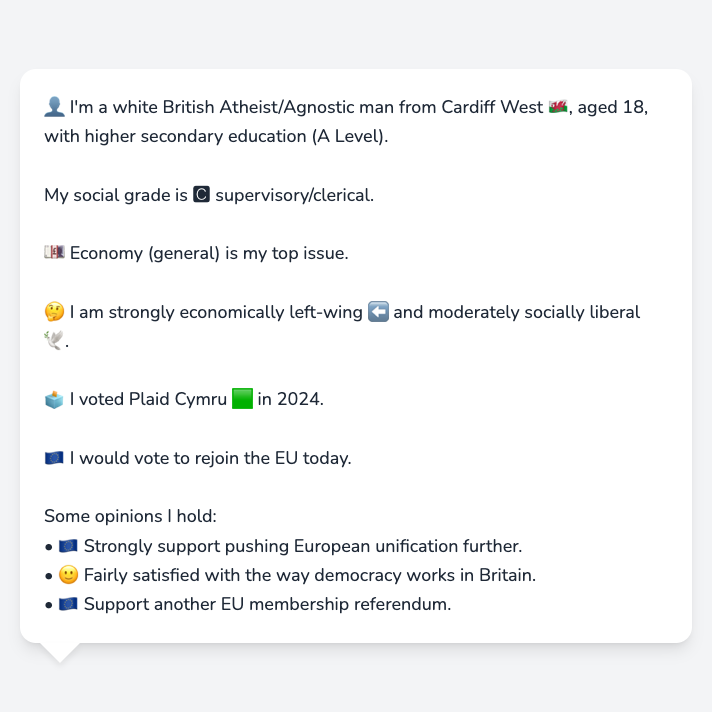 👤 I'm a white British Atheist/Agnostic man from Cardiff West 🏴󠁧󠁢󠁷󠁬󠁳󠁿, aged 18,
with higher secondary education (A Level).
My social grade is 🅲 supervisory/clerical.
💷 Economy (general) is my top issue.
🤔 I am strongly economically left-wing ⬅️ and moderately socially liberal
🕊️.
🗳️ I voted Plaid Cymru 🟩 in 2024.
🇪🇺 I would vote to rejoin the EU today.
Some opinions I hold:
• 🇪🇺 Strongly support pushing European unification further.
• 🙂 Fairly satisfied with the way democracy works in Britain.
• 🇪🇺 Support another EU membership referendum.